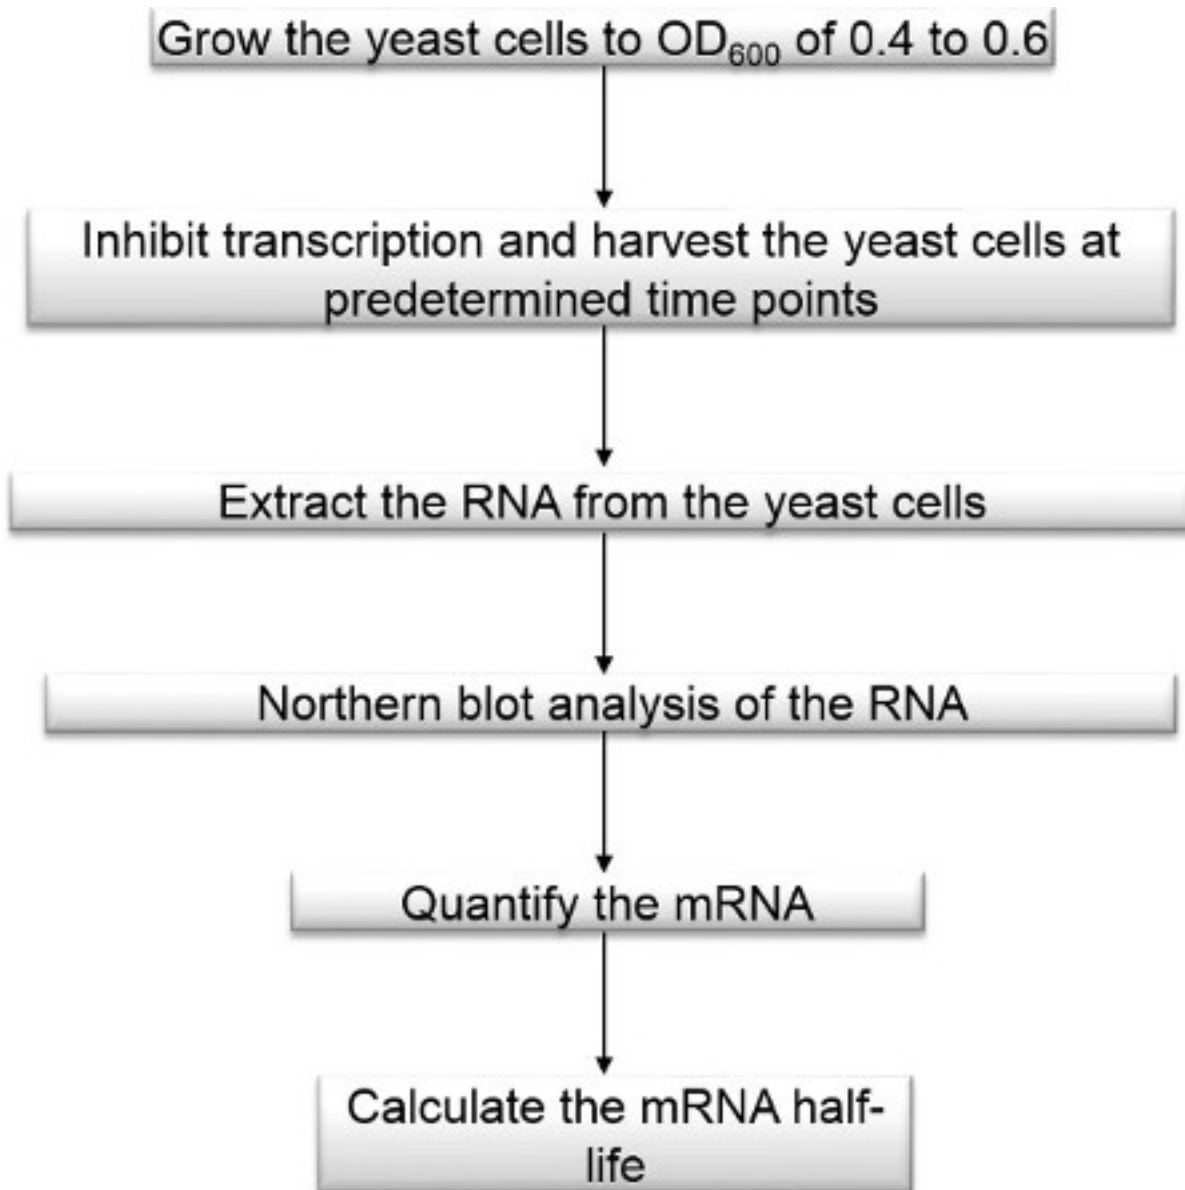 Grow the yeast cells to OD₆₀₀ of 0.4 to 0.6
Inhibit transcription and harvest the yeast cells at
predetermined time points
Extract the RNA from the yeast cells
Northern blot analysis of the RNA
Quantify the mRNA
Calculate the mRNA half-
life